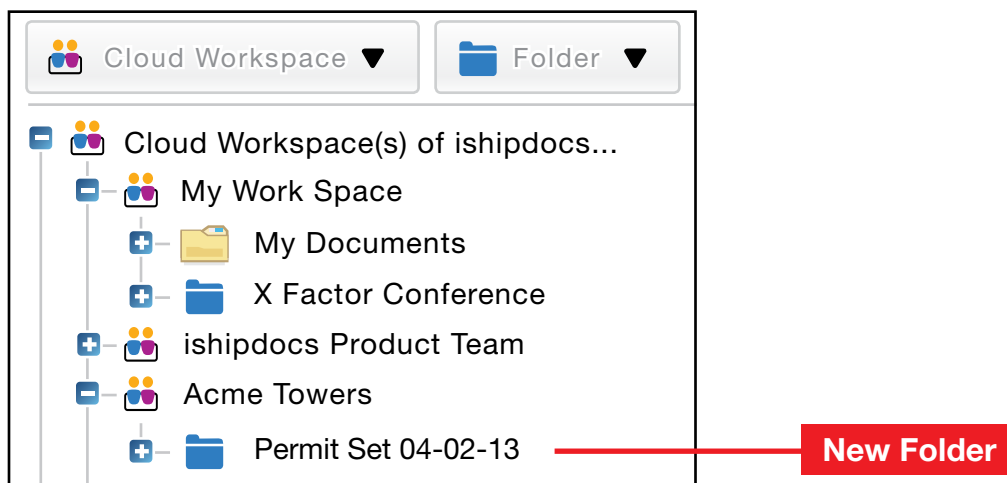 Cloud Workspace Folder
Cloud Workspace(s) of ishipdocs...
My Work Space
My Documents
X Factor Conference
ishipdocs Product Team
Acme Towers
Permit Set 04-02-13 New Folder